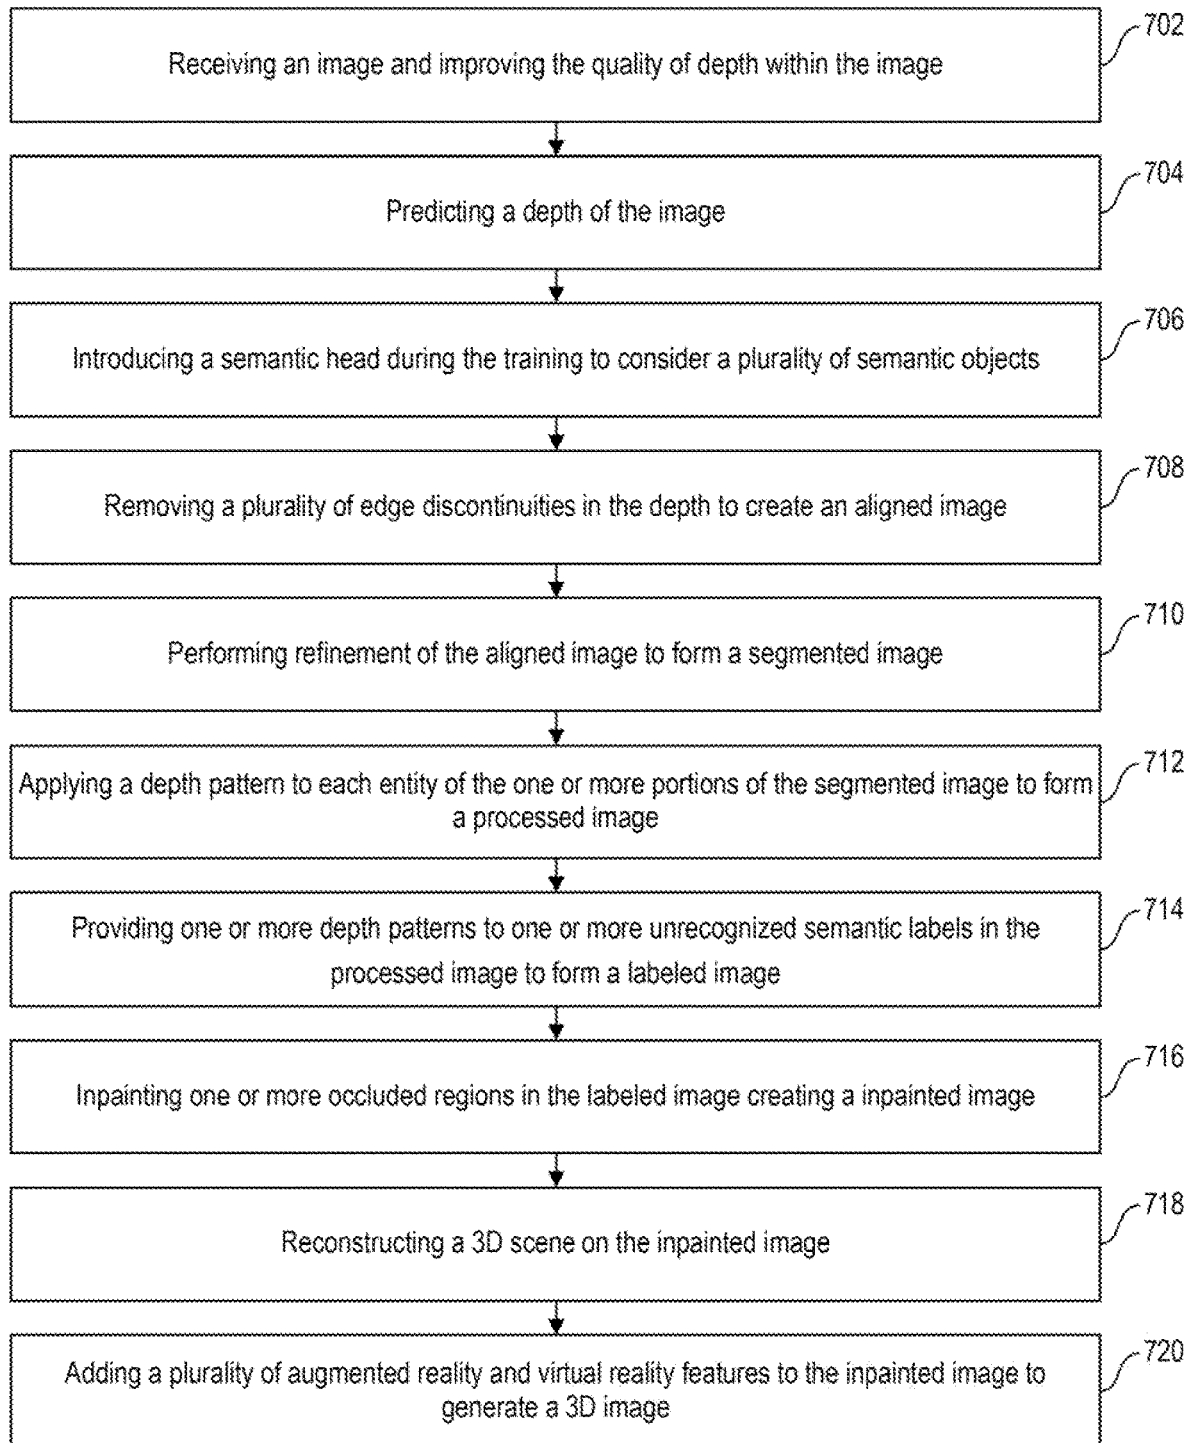 702
Receiving an image and improving the quality of depth within the image
704
Predicting a depth of the image
706
Introducing a semantic head during the training to consider a plurality of semantic objects
708
Removing a plurality of edge discontinuities in the depth to create an aligned image
710
Performing refinement of the aligned image to form a segmented image
712
Applying a depth pattern to each entity of the one or more portions of the segmented image to form
a processed image
714
Providing one or more depth patterns to one or more unrecognized semantic labels in the
processed image to form a labeled image
716
Inpainting one or more occluded regions in the labeled image creating a inpainted image
718
Reconstructing a 3D scene on the inpainted image
720
Adding a plurality of augmented reality and virtual reality features to the inpainted image to
generate a 3D image